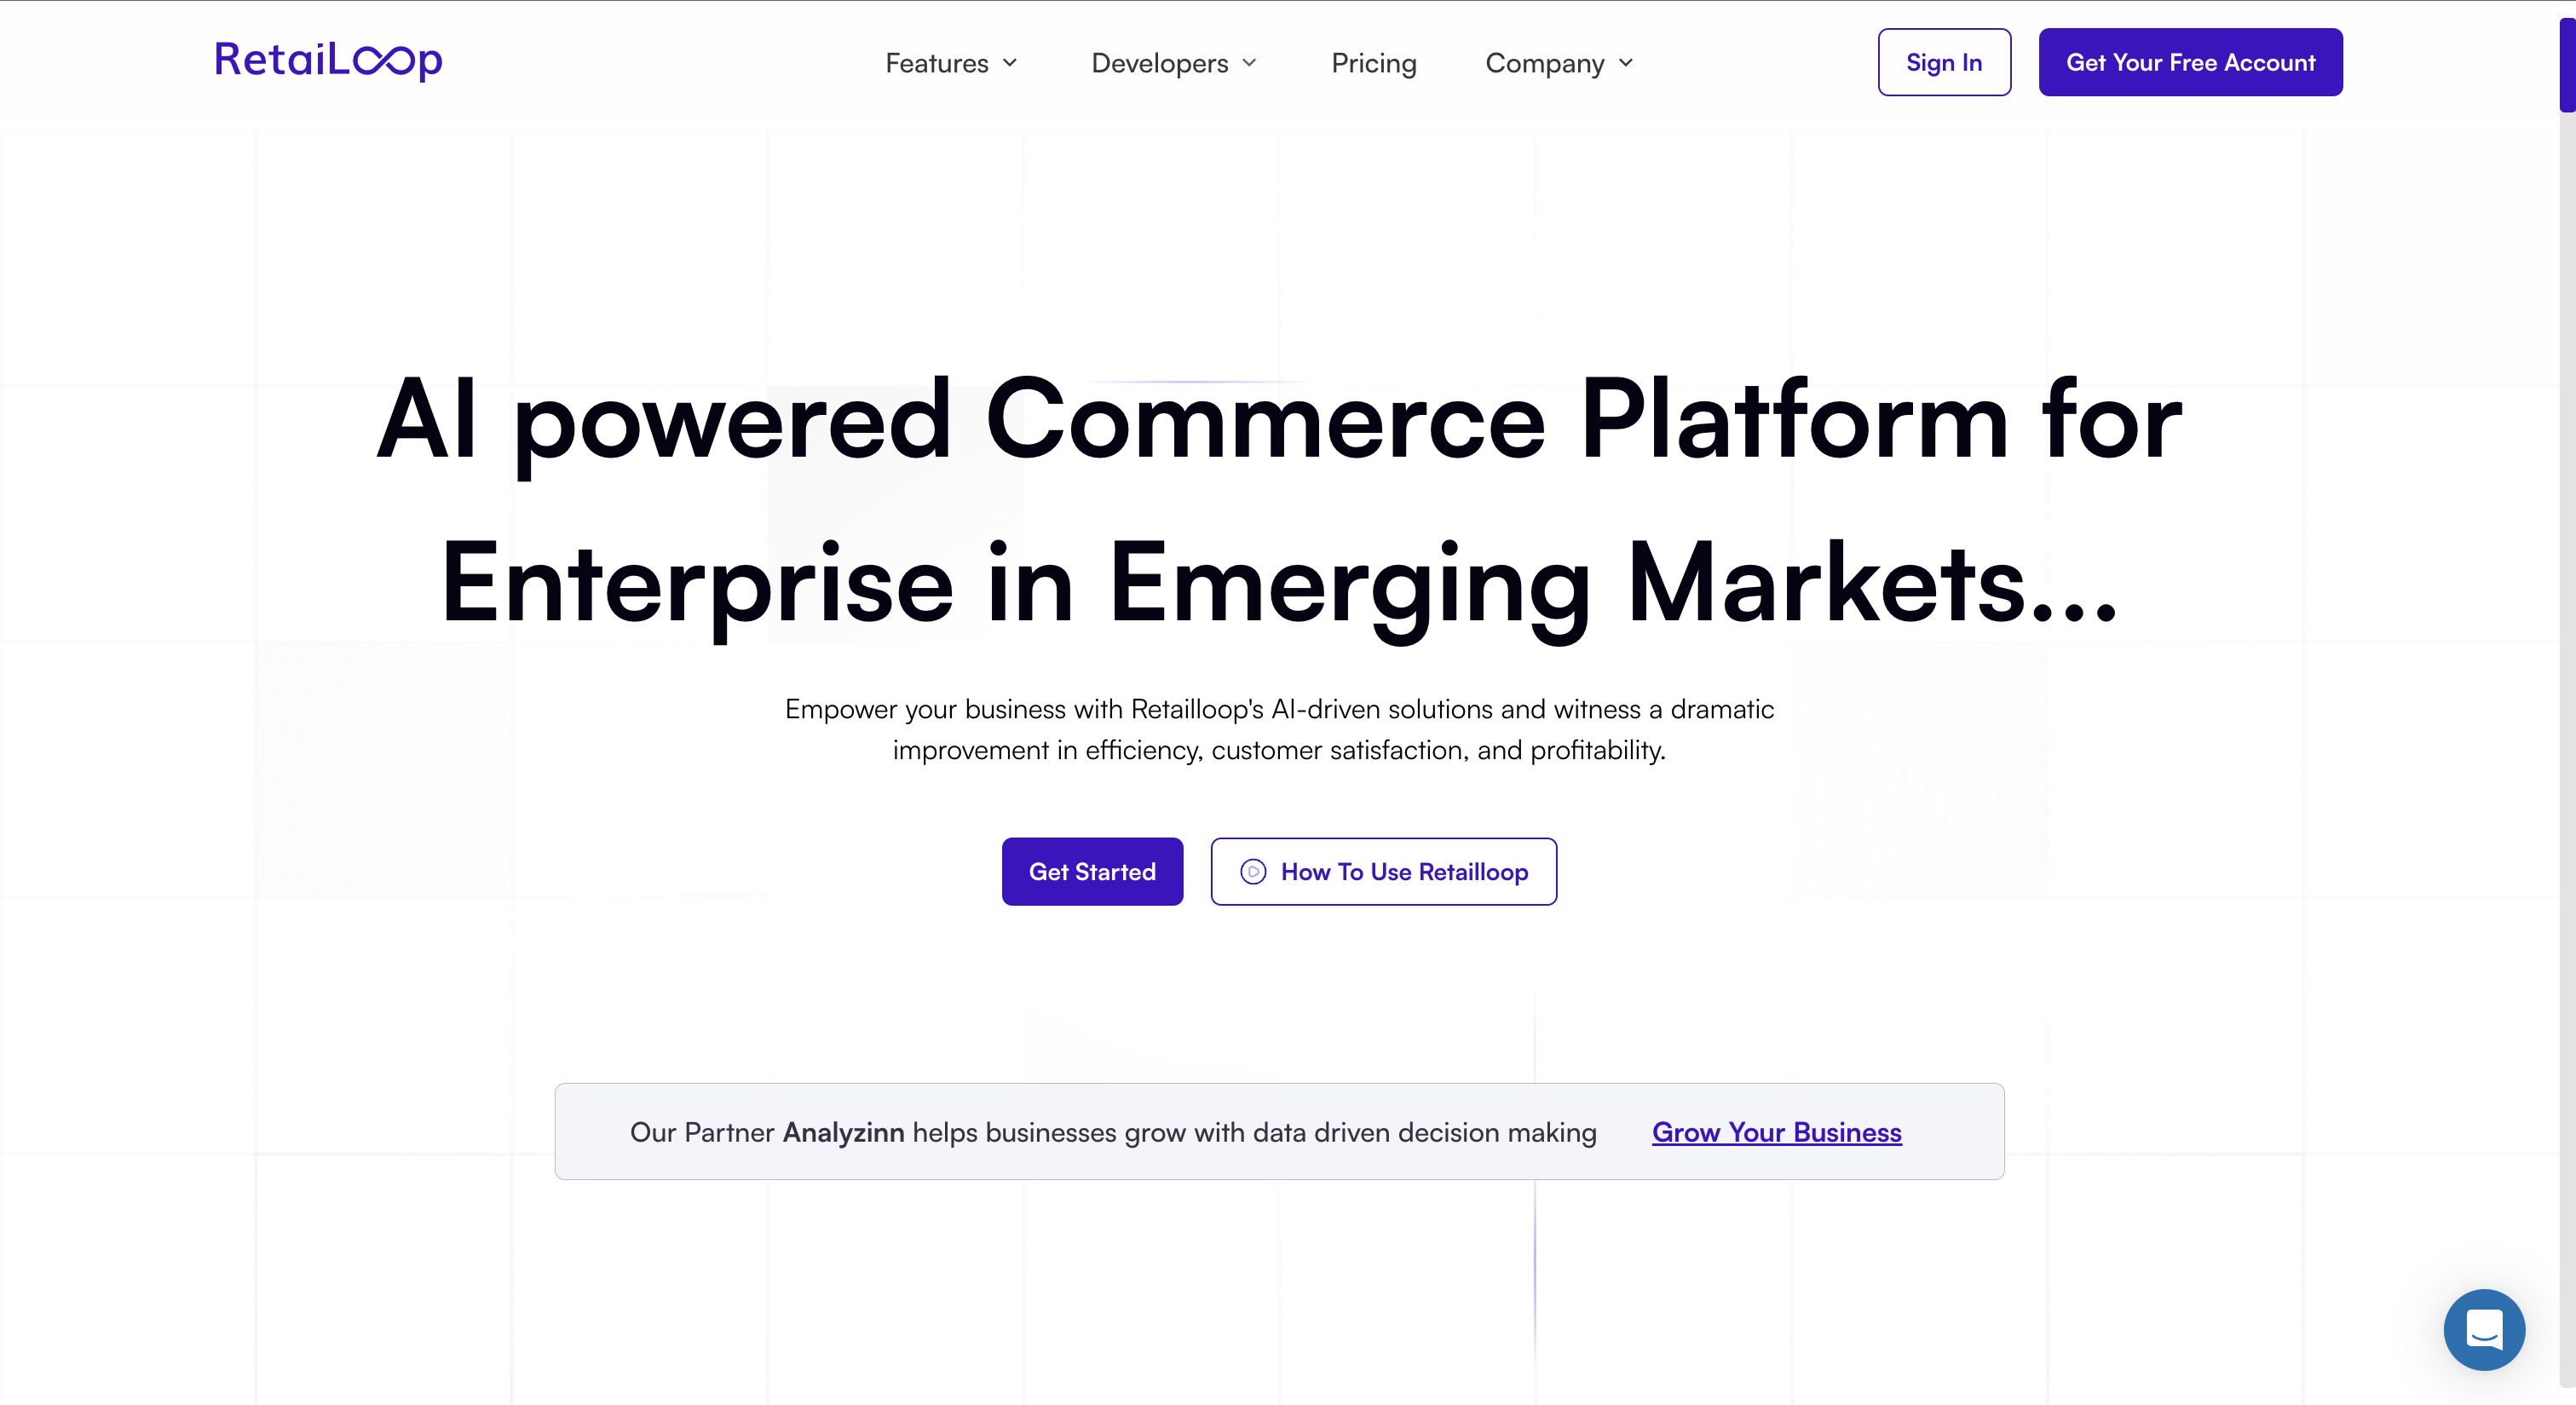 RetaiLoop
Features
Developers
Pricing
Company
Sign In
Get Your Free Account
AI powered Commerce Platform for
Enterprise in Emerging Markets...
Empower your business with Retailloop's AI-driven solutions and witness a dramatic
improvement in efficiency, customer satisfaction, and profitability.
Get Started
How To Use Retailloop
Our Partner Analyzinn helps businesses grow with data driven decision making
Grow Your Business